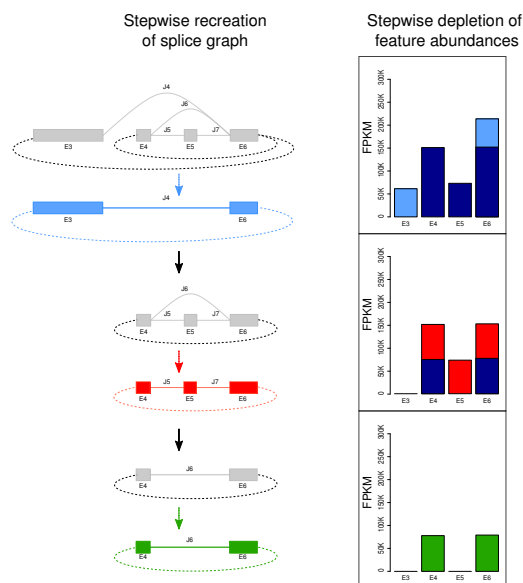 Stepwise recreation
of splice graph
Stepwise depletion of
feature abundances
J4
J6
J5
J7
E3
E4
E5
E6
J4
E3
E6
J6
J5
J7
E4
E5
E6
J5
J7
E4
E5
E6
J6
E4
E6
J6
E4
E6
FPKM
0
50K
100K
150K
200K
250K
300K
E3
E4
E5
E6
FPKM
0
50K
100K
150K
200K
250K
300K
E3
E4
E5
E6
FPKM
0
50K
100K
150K
200K
250K
300K
E3
E4
E5
E6